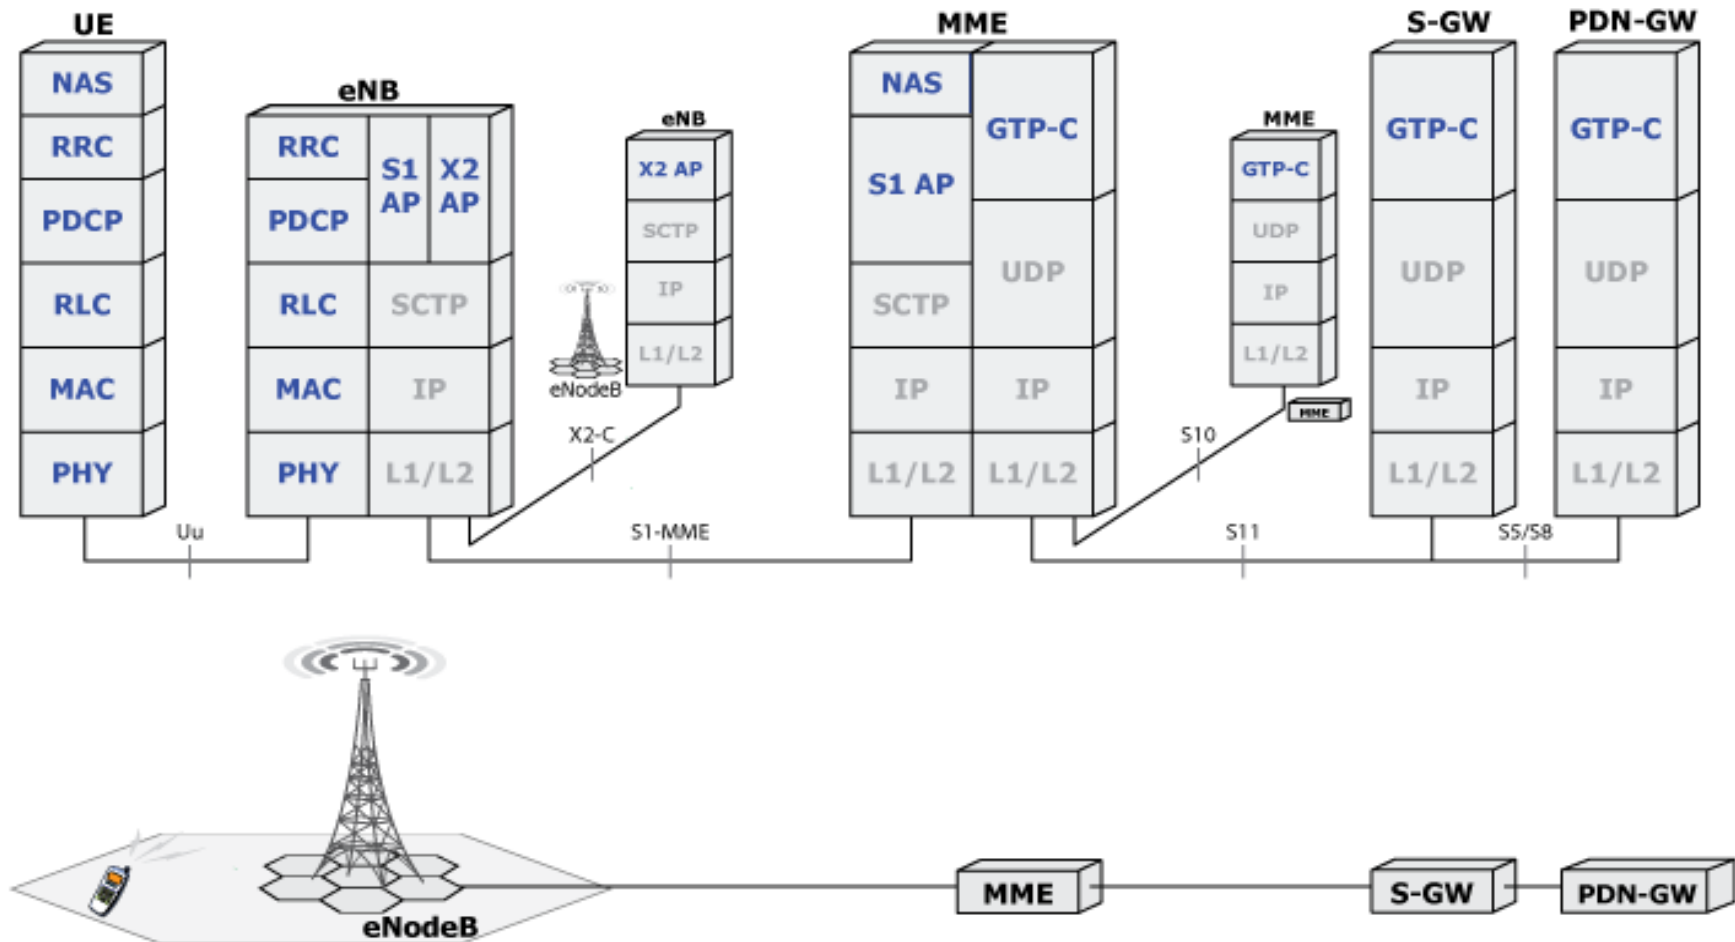 UE
NAS
RRC
PDCP
RLC
MAC
PHY
eNB
RRC
PDCP
RLC
MAC
PHY
S1
AP
X2
AP
SCTP
IP
L1/L2
eNB
X2 AP
SCTP
IP
L1/L2
eNodeB
MME
NAS
S1 AP
SCTP
IP
L1/L2
GTP-C
UDP
IP
L1/L2
MME
GTP-C
UDP
IP
L1/L2
MME
S-GW
GTP-C
UDP
IP
L1/L2
PDN-GW
GTP-C
UDP
IP
L1/L2
Uu
X2-C
S1-MME
S10
S11
S5/S8
eNodeB
MME
S-GW
PDN-GW